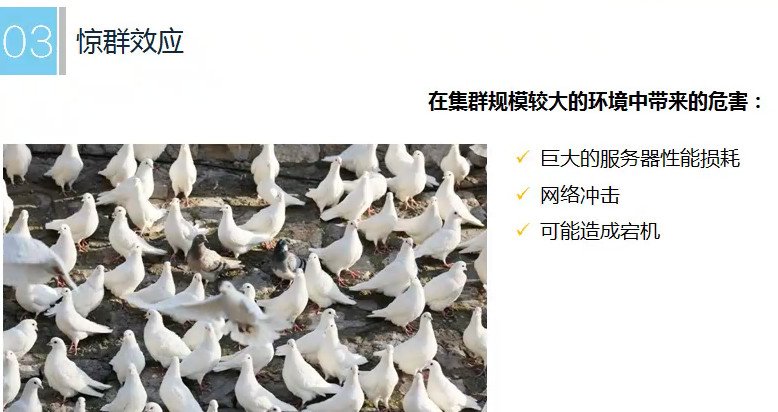 03 惊群效应
在集群规模较大的环境中带来的危害：
✓ 巨大的服务器性能损耗
✓ 网络冲击
✓ 可能造成宕机